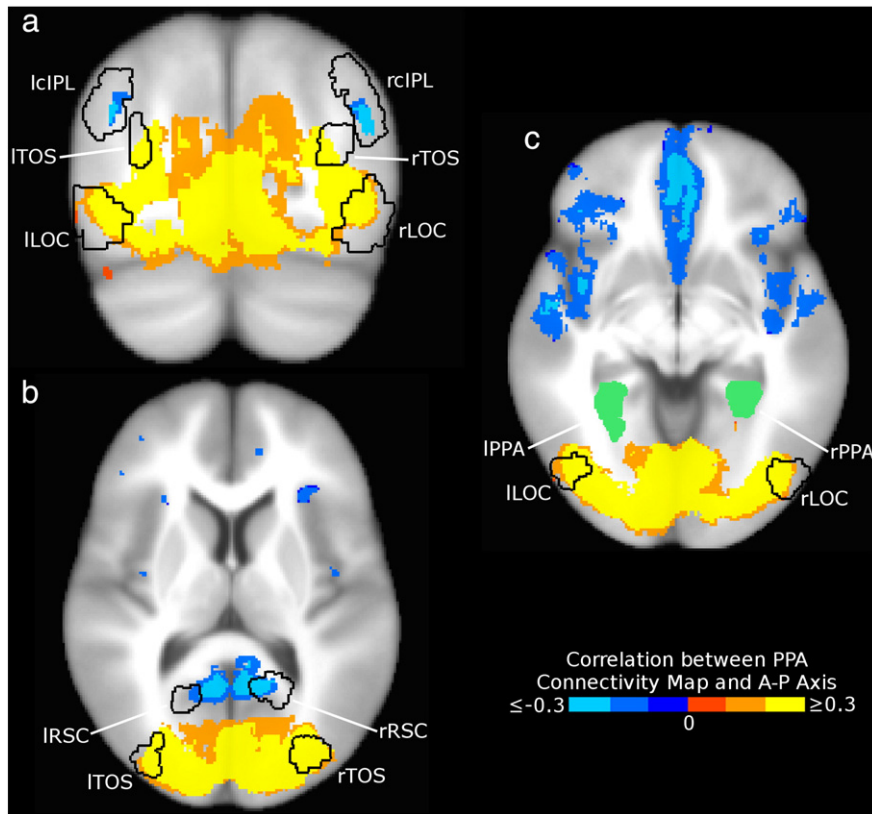 a
lcIPL
rcIPL
lTOS
rTOS
lLOC
rLOC
b
lRSC
rRSC
lTOS
rTOS
c
lPPA
rPPA
lLOC
rLOC
Correlation between PPA
Connectivity Map and A-P Axis
≤-0.3
≥0.3
0